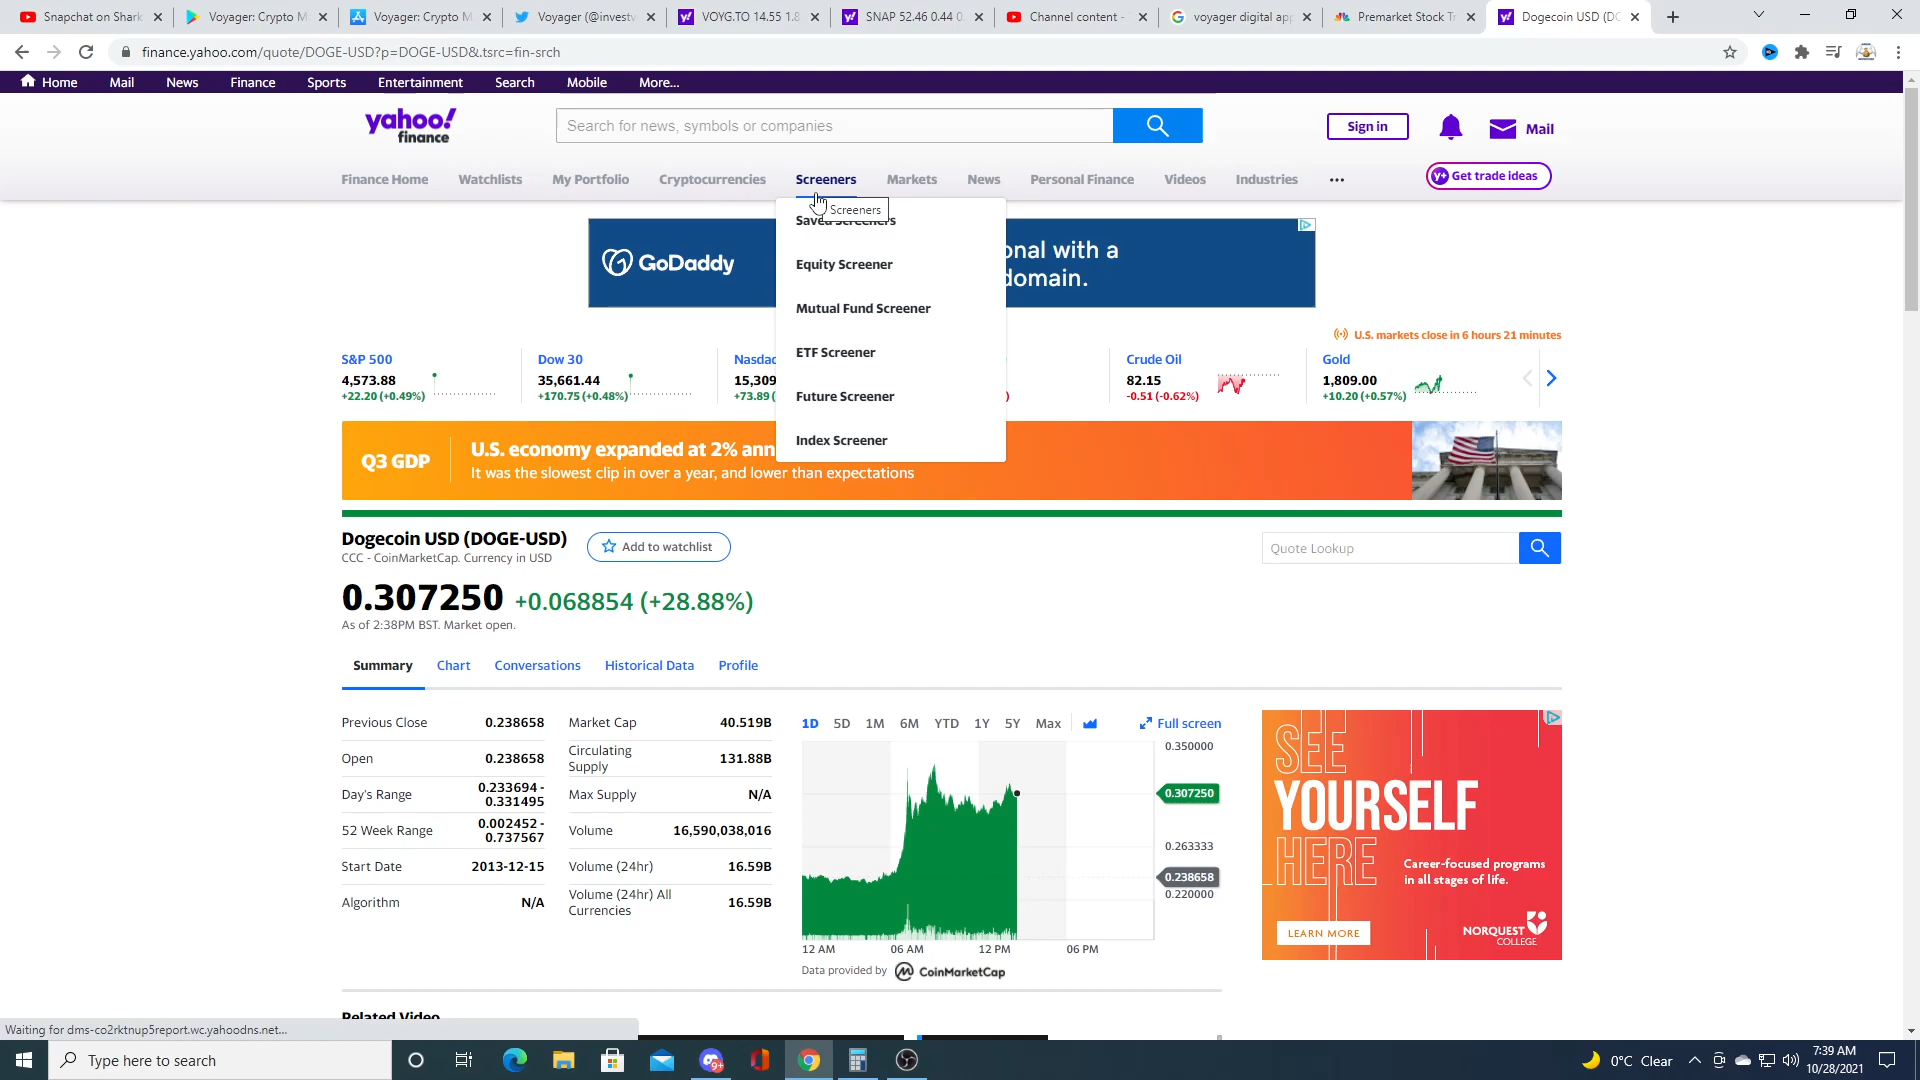 Snapchat on Shark
Voyager: Crypto M
Voyager: Crypto M
Voyager (@investv
VOYG.TO 14.55 1.8
SNAP 52.46 0.44 0
Channel content -
voyager digital app
Premarket Stock Tr
Dogecoin USD (DO
finance.yahoo.com/quote/DOGE-USD?p=DOGE-USD&.tsrc=fin-srch
Home Mail News Finance Sports Entertainment Search Mobile More...
yahoo!
finance
Search for news, symbols or companies
Sign in
Mail
Finance Home Watchlists My Portfolio Cryptocurrencies Screeners Markets News Personal Finance Videos Industries ...
Y+ Get trade ideas
Screeners
Saved Screeners
Equity Screener
Mutual Fund Screener
ETF Screener
Future Screener
Index Screener
GoDaddy
onal with a
domain.
U.S. markets close in 6 hours 21 minutes
S&P 500
4,573.88
+22.20 (+0.49%)
Dow 30
35,661.44
+170.75 (+0.48%)
Nasdaq
15,309
+73.89 (
)
Crude Oil
82.15
-0.51 (-0.62%)
Gold
1,809.00
+10.20 (+0.57%)
Q3 GDP
U.S. economy expanded at 2% ann
It was the slowest clip in over a year, and lower than expectations
Dogecoin USD (DOGE-USD)
CCC - CoinMarketCap. Currency in USD
Add to watchlist
Quote Lookup
0.307250 +0.068854 (+28.88%)
As of 2:38PM BST. Market open.
Summary Chart Conversations Historical Data Profile
Previous Close 0.238658
Open 0.238658
Day's Range 0.233694 -
0.331495
52 Week Range 0.002452 -
0.737567
Start Date 2013-12-15
Algorithm N/A
Market Cap 40.519B
Circulating
Supply 131.88B
Max Supply N/A
Volume 16,590,038,016
Volume (24hr) 16.59B
Volume (24hr) All
Currencies 16.59B
1D 5D 1M 6M YTD 1Y 5Y Max
Full screen
0.350000
0.307250
0.263333
0.238658
0.220000
12 AM 06 AM 12 PM 06 PM
Data provided by CoinMarketCap
SEE
YOURSELF
HERE
Career-focused programs
in all stages of life.
LEARN MORE
NORQUEST
COLLEGE
Related Video
Waiting for dms-co2rktnup5report.wc.yahoodns.net...
Type here to search
9+
0°C Clear
7:39 AM
10/28/2021